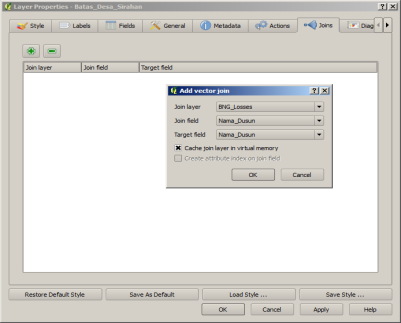 Layer Properties - Batas_Desa_Sirahan
Style
Labels
Fields
General
Metadata
Actions
Joins
Diag
Join layer
Join field
Target field
Add vector join
Join layer
BNG_Losses
Join field
Nama_Dusun
Target field
Nama_Dusun
Cache join layer in virtual memory
Create attribute index on join field
OK
Cancel
Restore Default Style
Save As Default
Load Style ...
Save Style ...
OK
Cancel
Apply
Help